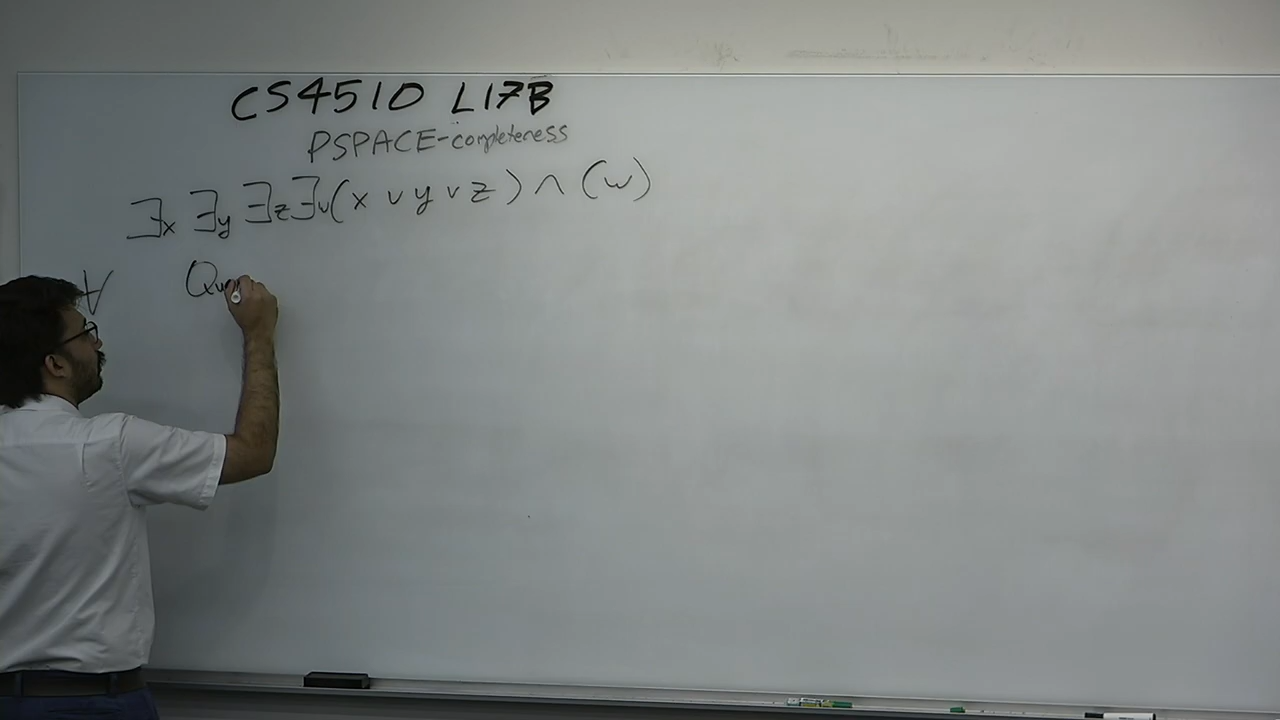 CS4510 L17B
PSPACE-completeness
∃x ∃y ∃z ∃v (x ∨ y ∨ z) ∧ (w)
∀ Qu